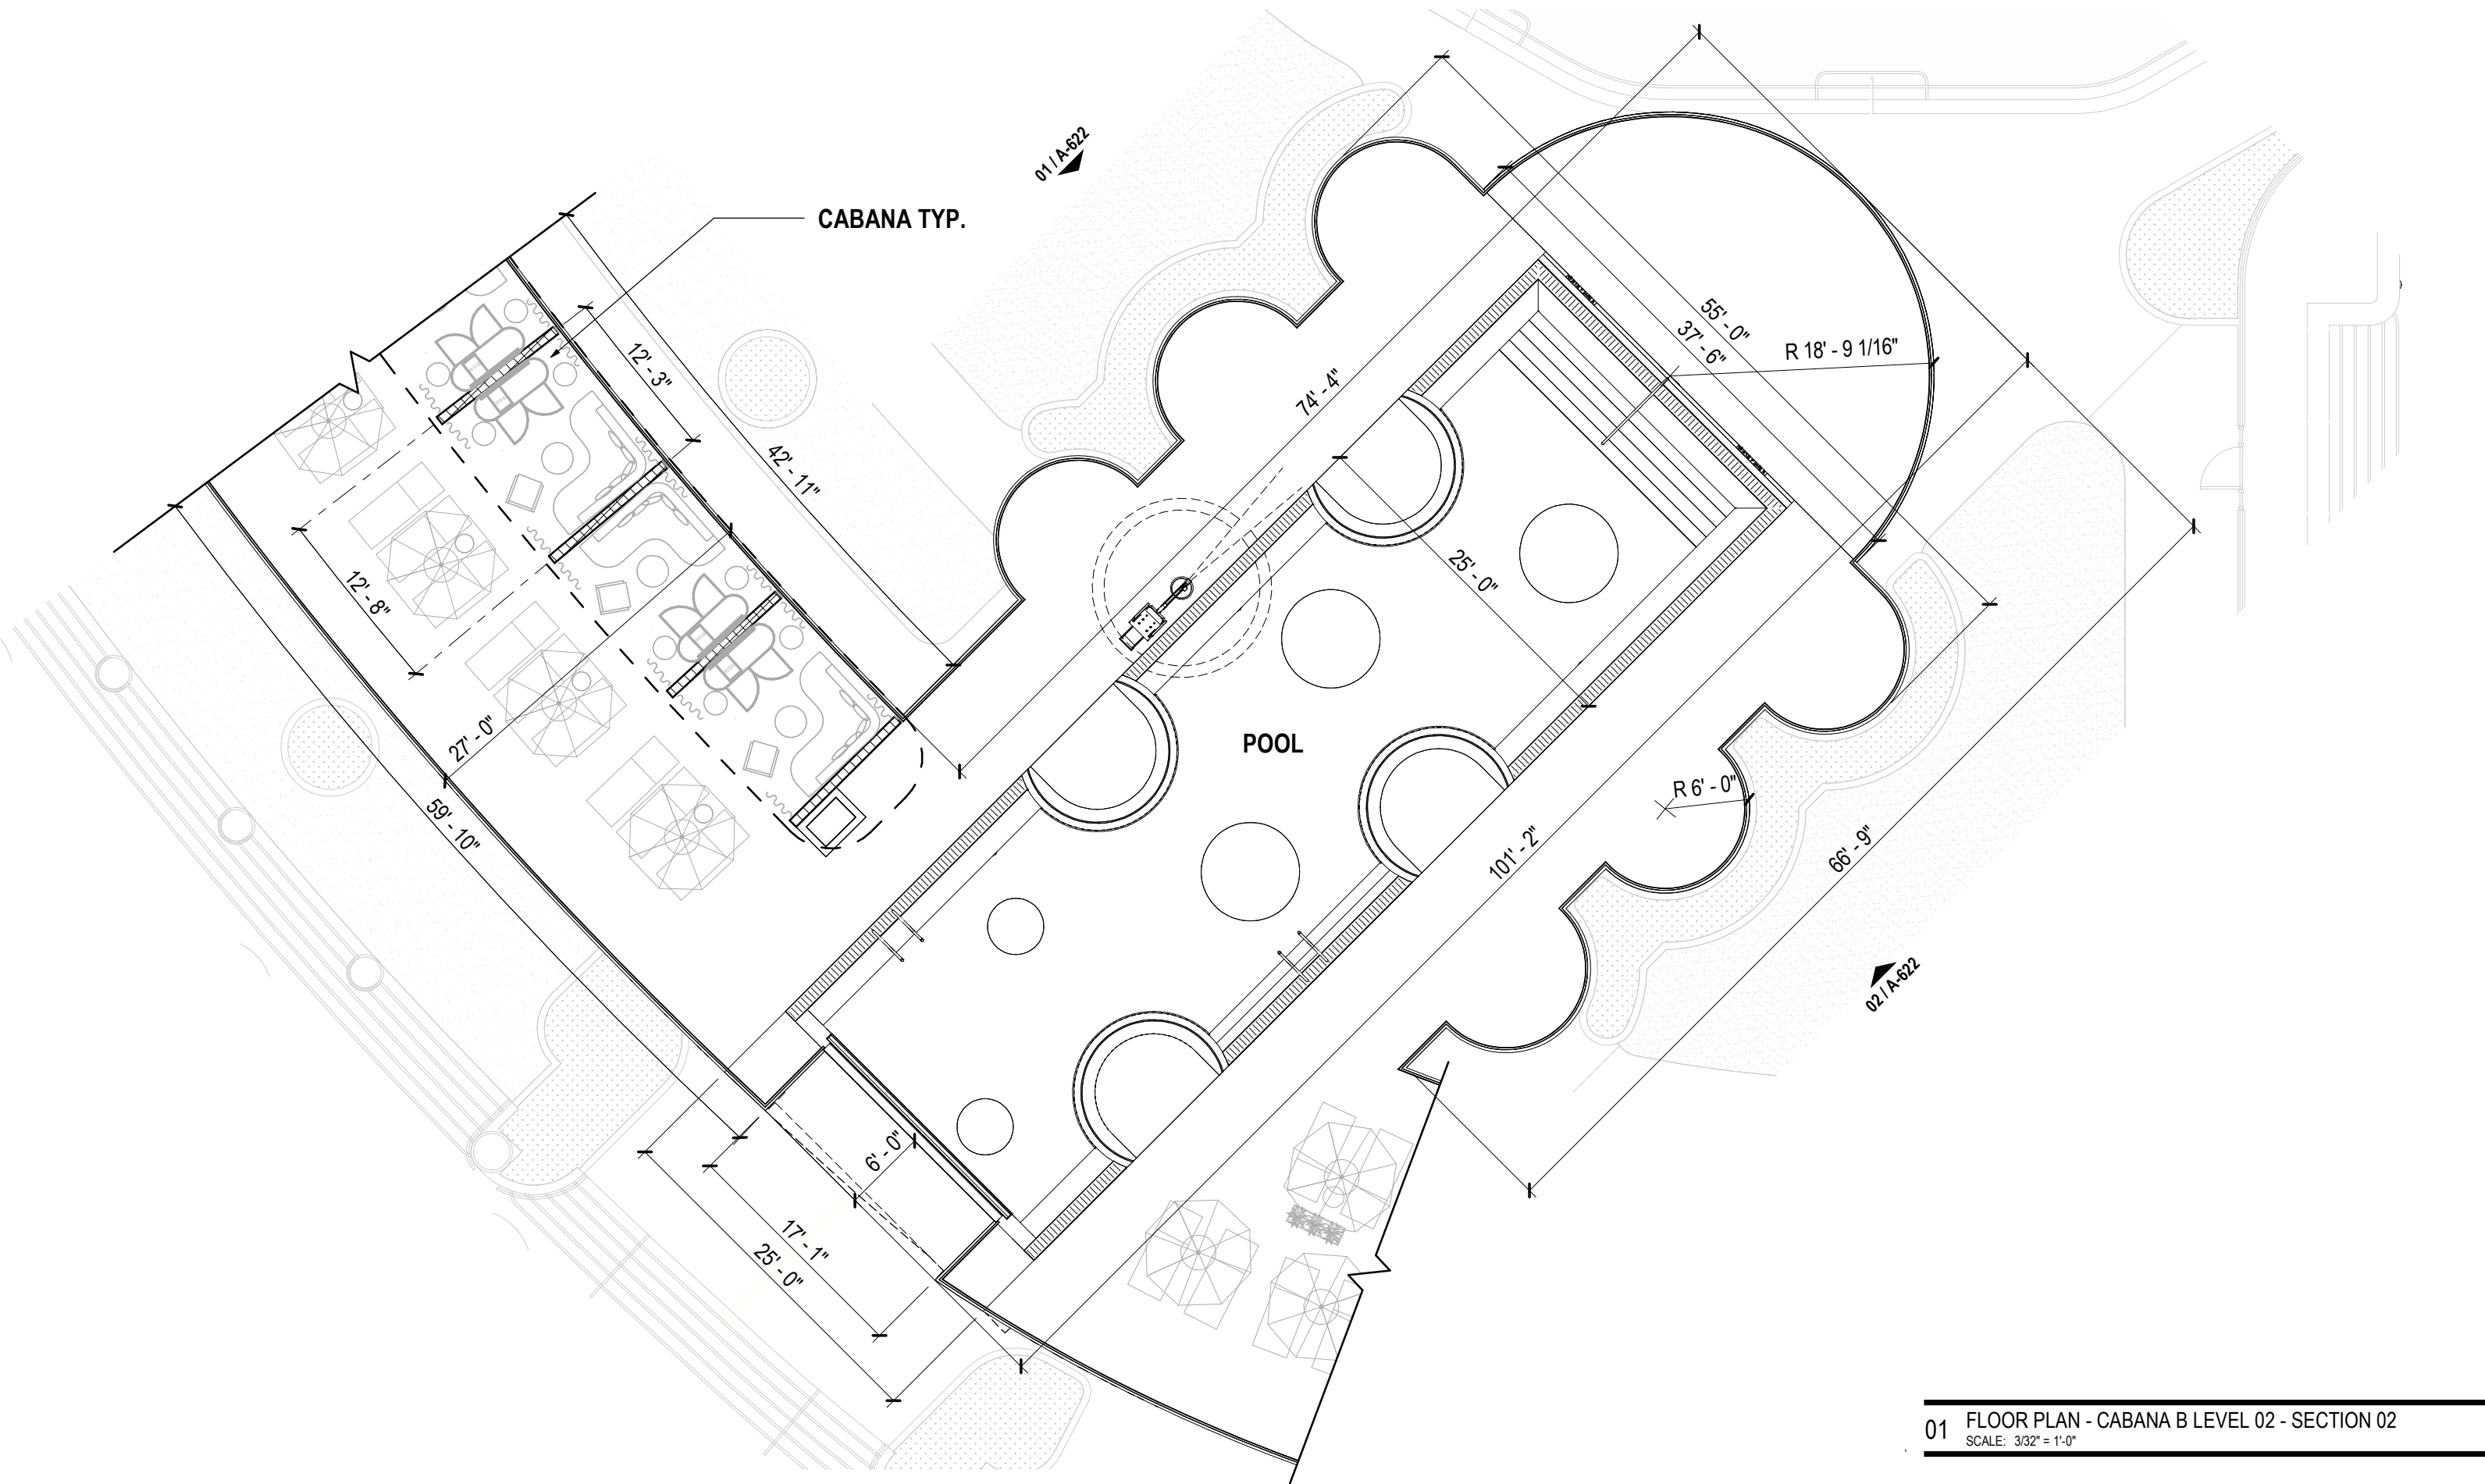 01 / A-622
CABANA TYP.
12' - 3"
42' - 11"
74' - 4"
55' - 0"
37' - 6"
R 18' - 9 1/16"
12' - 8"
25' - 0"
27' - 0"
POOL
59' - 10"
R 6' - 0"
101' - 2"
66' - 9"
02 / A-622
6' - 0"
17' - 1"
25' - 0"
01
FLOOR PLAN - CABANA B LEVEL 02 - SECTION 02
SCALE: 3/32" = 1'-0"